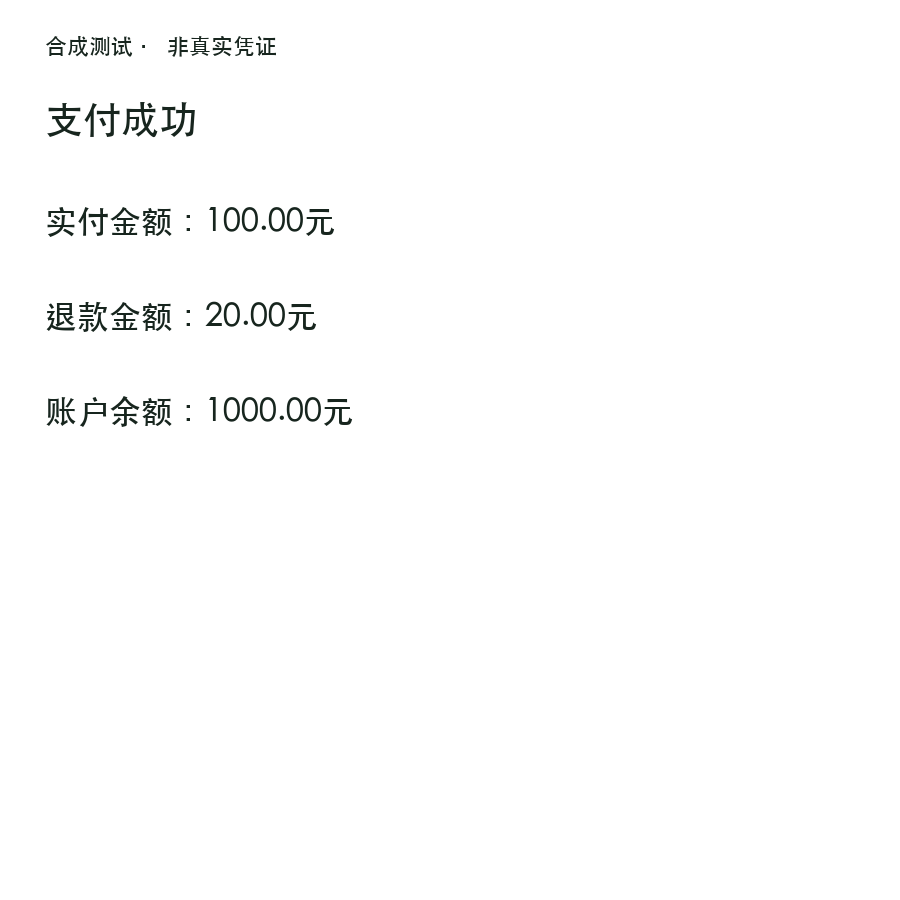 合成测试 · 非真实凭证
支付成功
实付金额：100.00元
退款金额：20.00元
账户余额：1000.00元